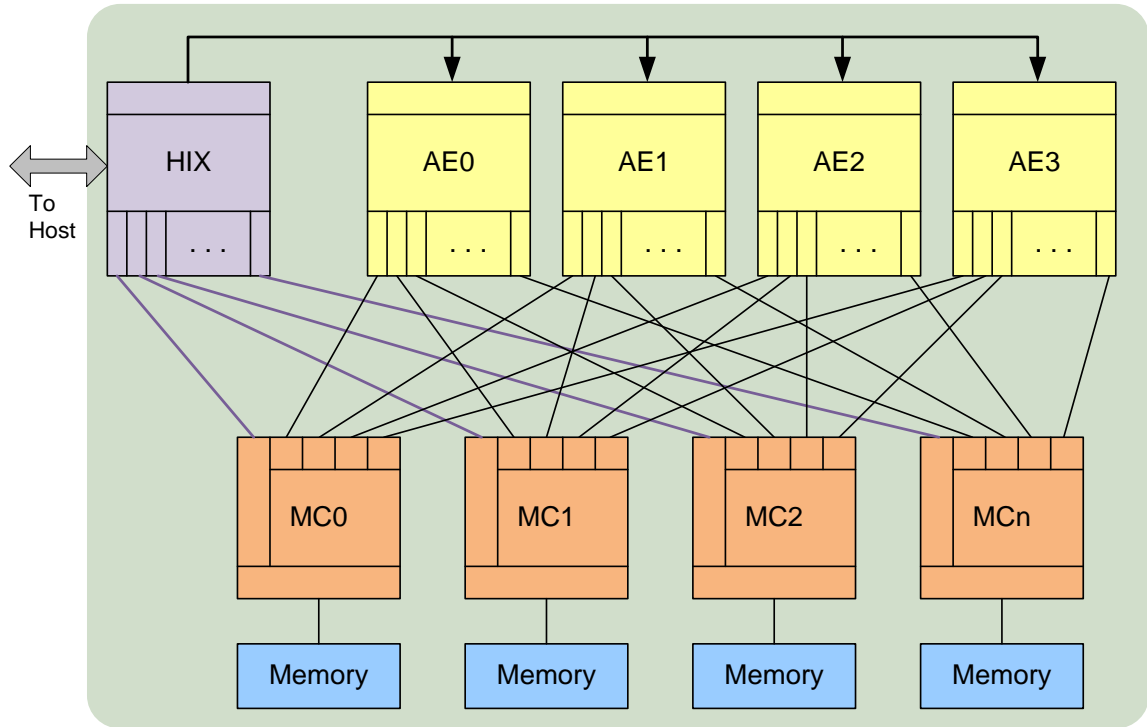 HIX
AE0
AE1
AE2
AE3
To
Host
. . .
. . .
. . .
. . .
. . .
MC0
MC1
MC2
MCn
Memory
Memory
Memory
Memory